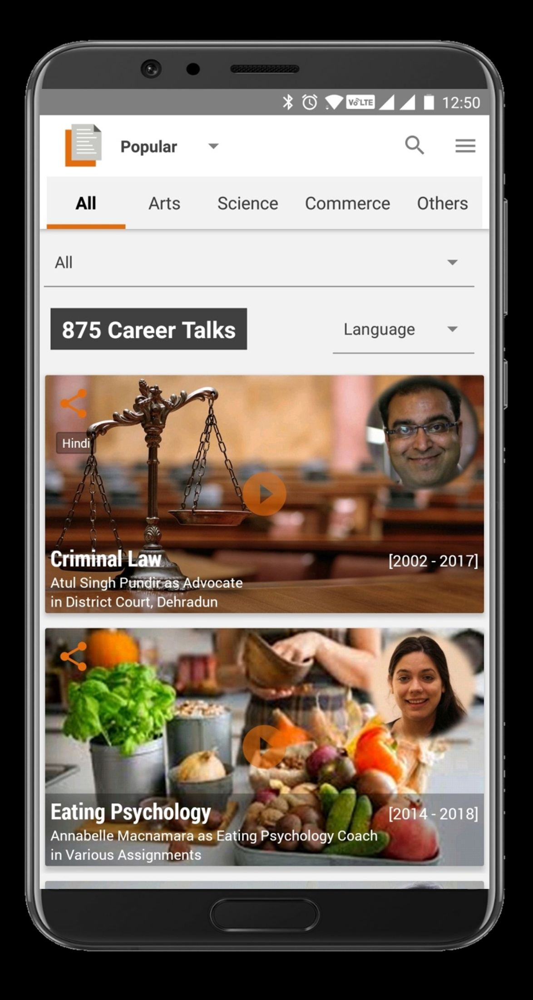 VoLTE 12:50
Popular
All Arts Science Commerce Others
All
875 Career Talks Language
Hindi
Criminal Law [2002 - 2017]
Atul Singh Pundir as Advocate
in District Court, Dehradun
Eating Psychology [2014 - 2018]
Annabelle Macnamara as Eating Psychology Coach
in Various Assignments